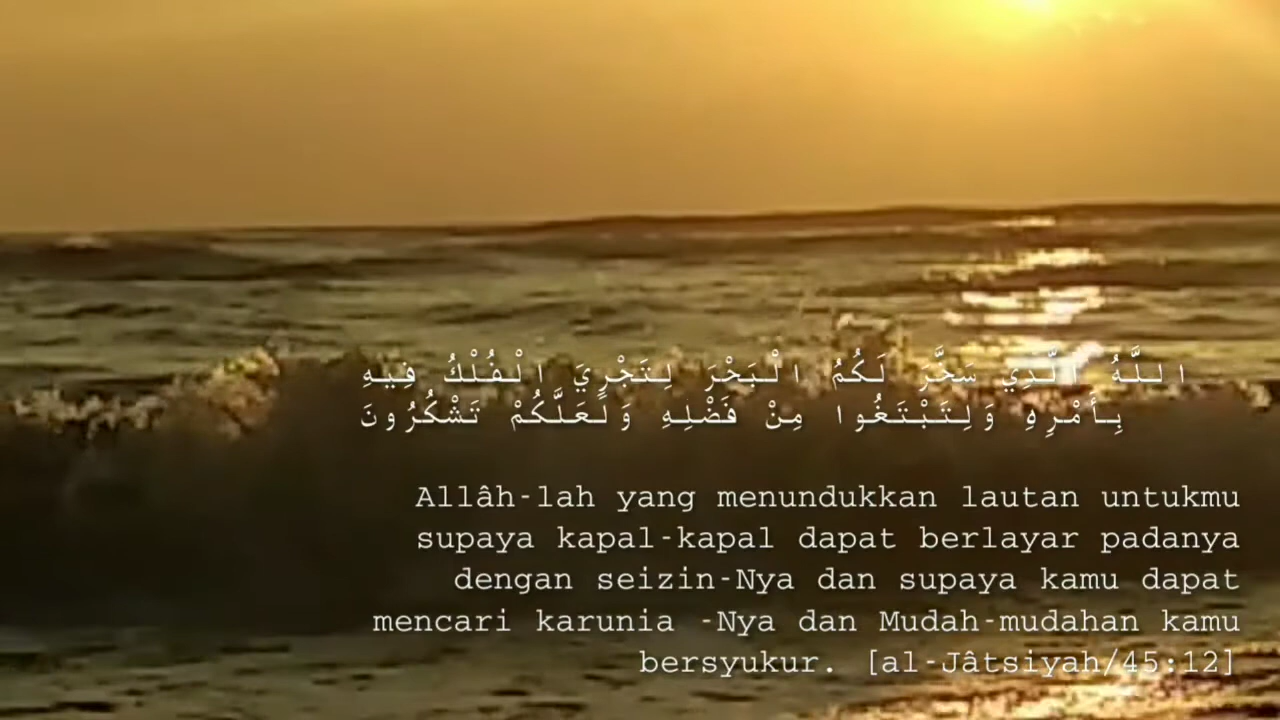 اللَّهُ الَّذِي سَخَّرَ لَكُمُ الْبَحْرَ لِتَجْرِيَ الْفُلْكُ فِيهِ
بِأَمْرِهِ وَلِتَبْتَغُوا مِنْ فَضْلِهِ وَلَعَلَّكُمْ تَشْكُرُونَ
Allâh-lah yang menundukkan lautan untukmu
supaya kapal-kapal dapat berlayar padanya
dengan seizin-Nya dan supaya kamu dapat
mencari karunia -Nya dan Mudah-mudahan kamu
bersyukur. [al-Jâtsiyah/45:12]